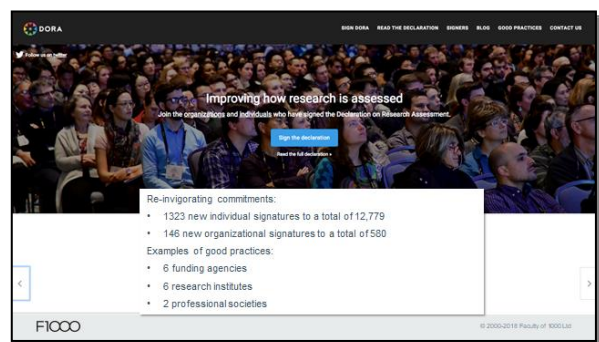 DORA
SIGN DORA READ THE DECLARATION SIGNERS BLOG GOOD PRACTICES CONTACT US
Follow us on twitter
Improving how research is assessed
Join the organizations and individuals who have signed the Declaration on Research Assessment.
Sign the declaration
Read the full declaration »
Re-invigorating commitments:
• 1323 new individual signatures to a total of 12,779
• 146 new organizational signatures to a total of 580
Examples of good practices:
• 6 funding agencies
• 6 research institutes
• 2 professional societies
F1000
© 2000-2018 Faculty of 1000 Ltd